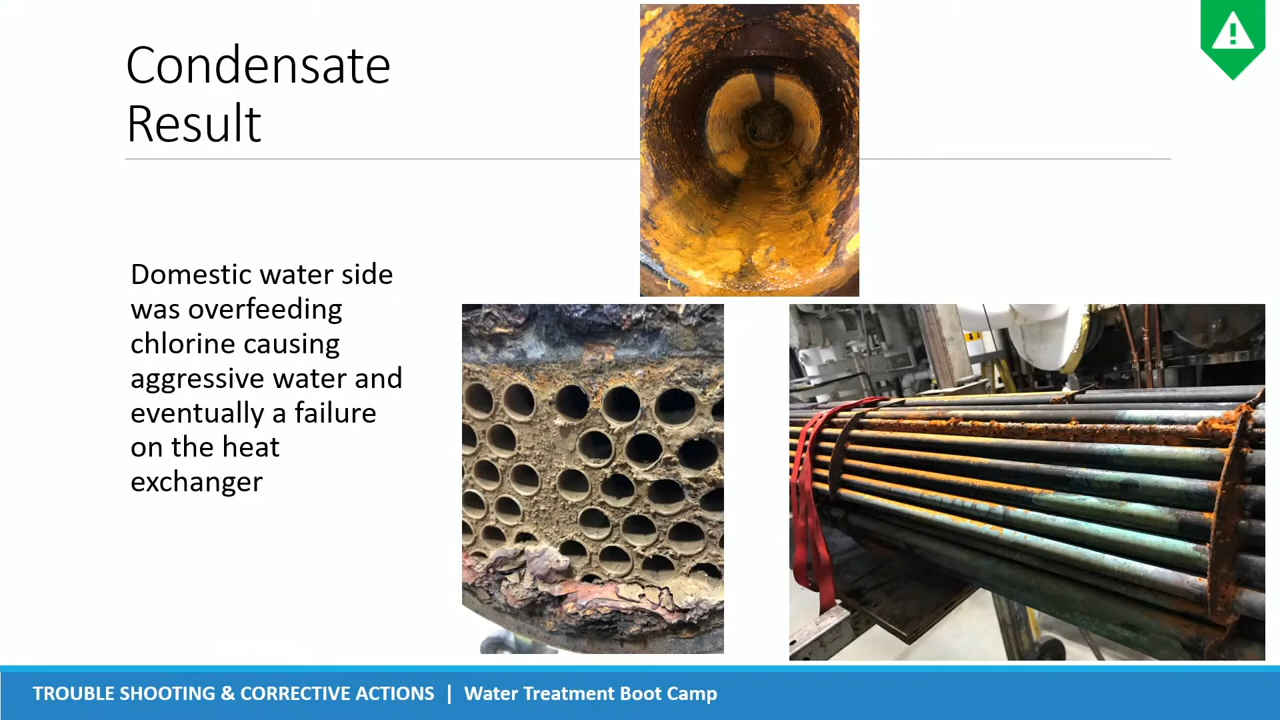 Condensate
Result
Domestic water side
was overfeeding
chlorine causing
aggressive water and
eventually a failure
on the heat
exchanger
TROUBLE SHOOTING & CORRECTIVE ACTIONS | Water Treatment Boot Camp